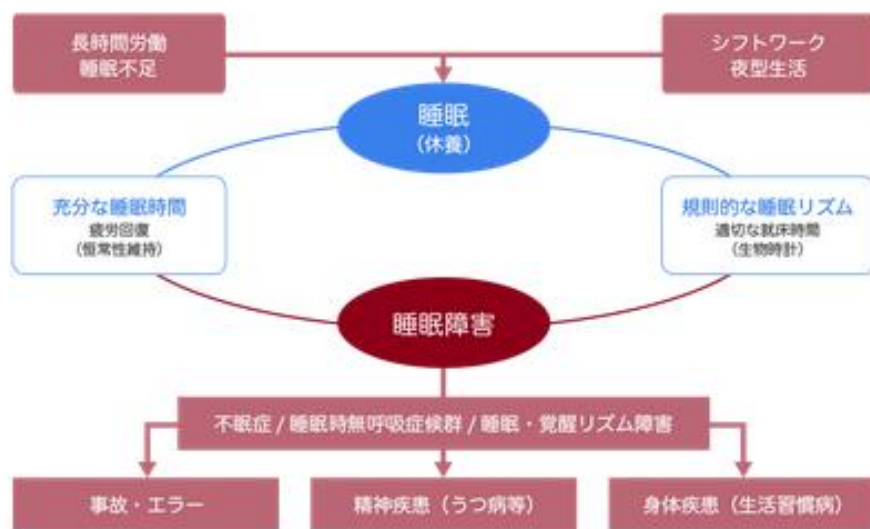 長時間労働
睡眠不足
シフトワーク
夜型生活
睡眠
（休養）
充分な睡眠時間
疲労回復
（恒常性維持）
規則的な睡眠リズム
適切な就床時間
（生物時計）
睡眠障害
不眠症 / 睡眠時無呼吸症候群 / 睡眠・覚醒リズム障害
事故・エラー
精神疾患（うつ病等）
身体疾患（生活習慣病）